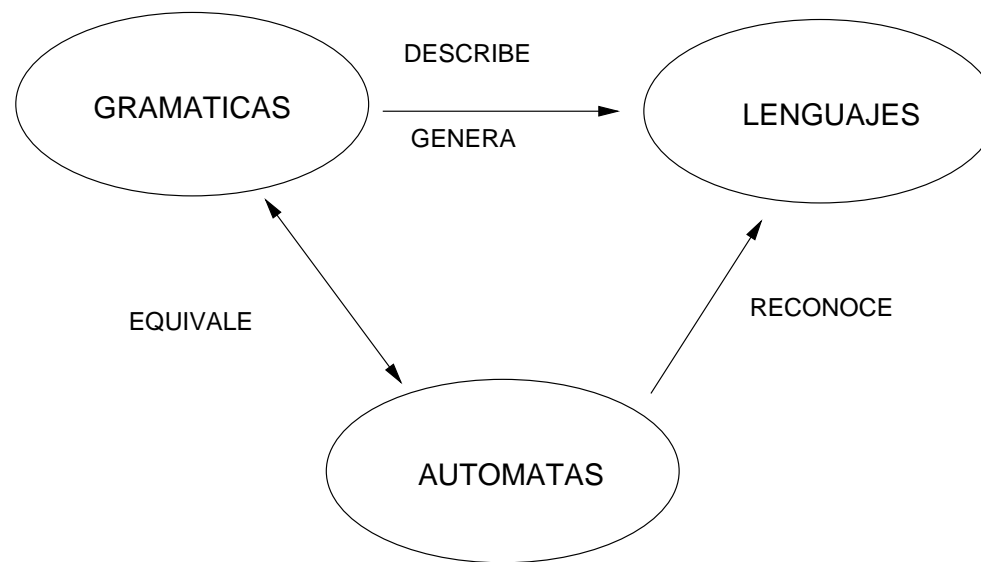 DESCRIBE
GRAMATICAS
LENGUAJES
GENERA
EQUIVALE
RECONOCE
AUTOMATAS